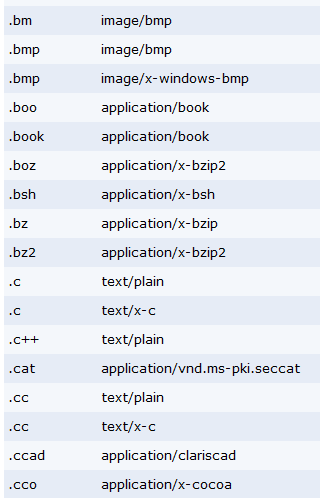 .bm image/bmp
.bmp image/bmp
.bmp image/x-windows-bmp
.boo application/book
.book application/book
.boz application/x-bzip2
.bsh application/x-bsh
.bz application/x-bzip
.bz2 application/x-bzip2
.c text/plain
.c text/x-c
.c++ text/plain
.cat application/vnd.ms-pki.seccat
.cc text/plain
.cc text/x-c
.ccad application/clariscad
.cco application/x-cocoa